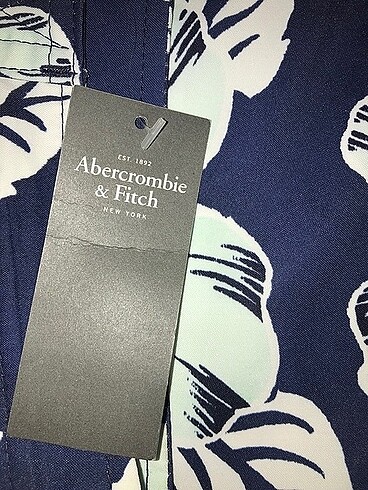 EST. 1892
Abercrombie
& Fitch
NEW YORK